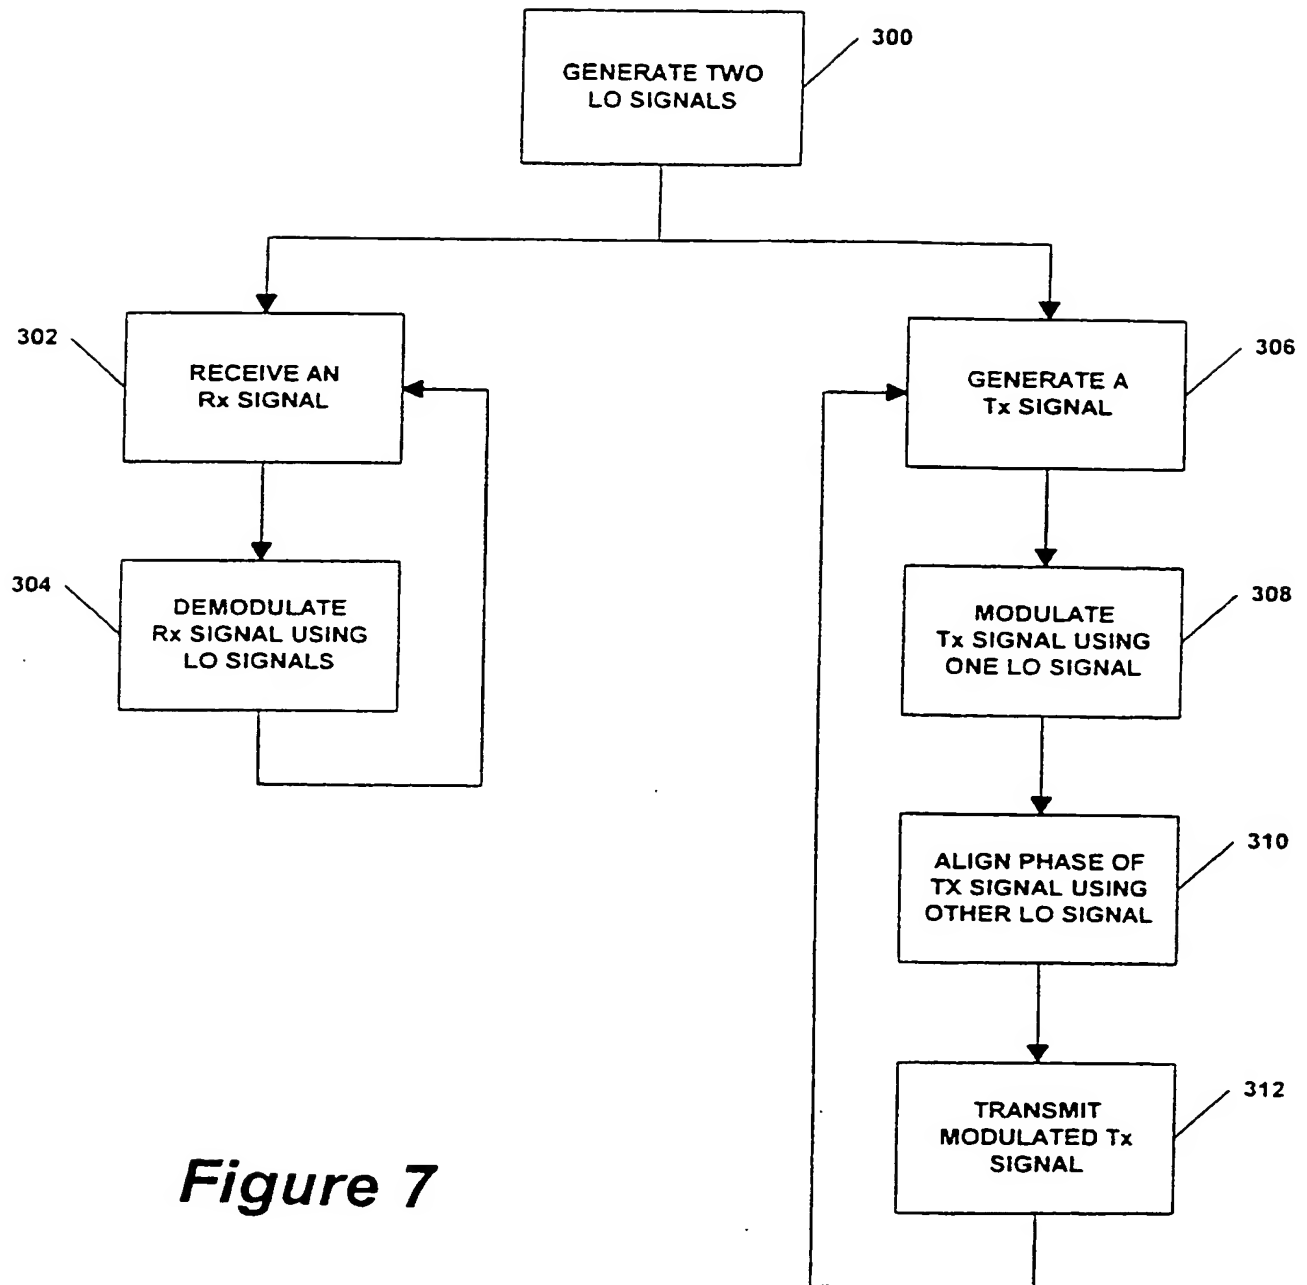 300
GENERATE TWO
LO SIGNALS
302
RECEIVE AN
Rx SIGNAL
306
GENERATE A
Tx SIGNAL
304
DEMODULATE
Rx SIGNAL USING
LO SIGNALS
308
MODULATE
Tx SIGNAL USING
ONE LO SIGNAL
310
ALIGN PHASE OF
TX SIGNAL USING
OTHER LO SIGNAL
312
TRANSMIT
MODULATED Tx
SIGNAL
Figure 7